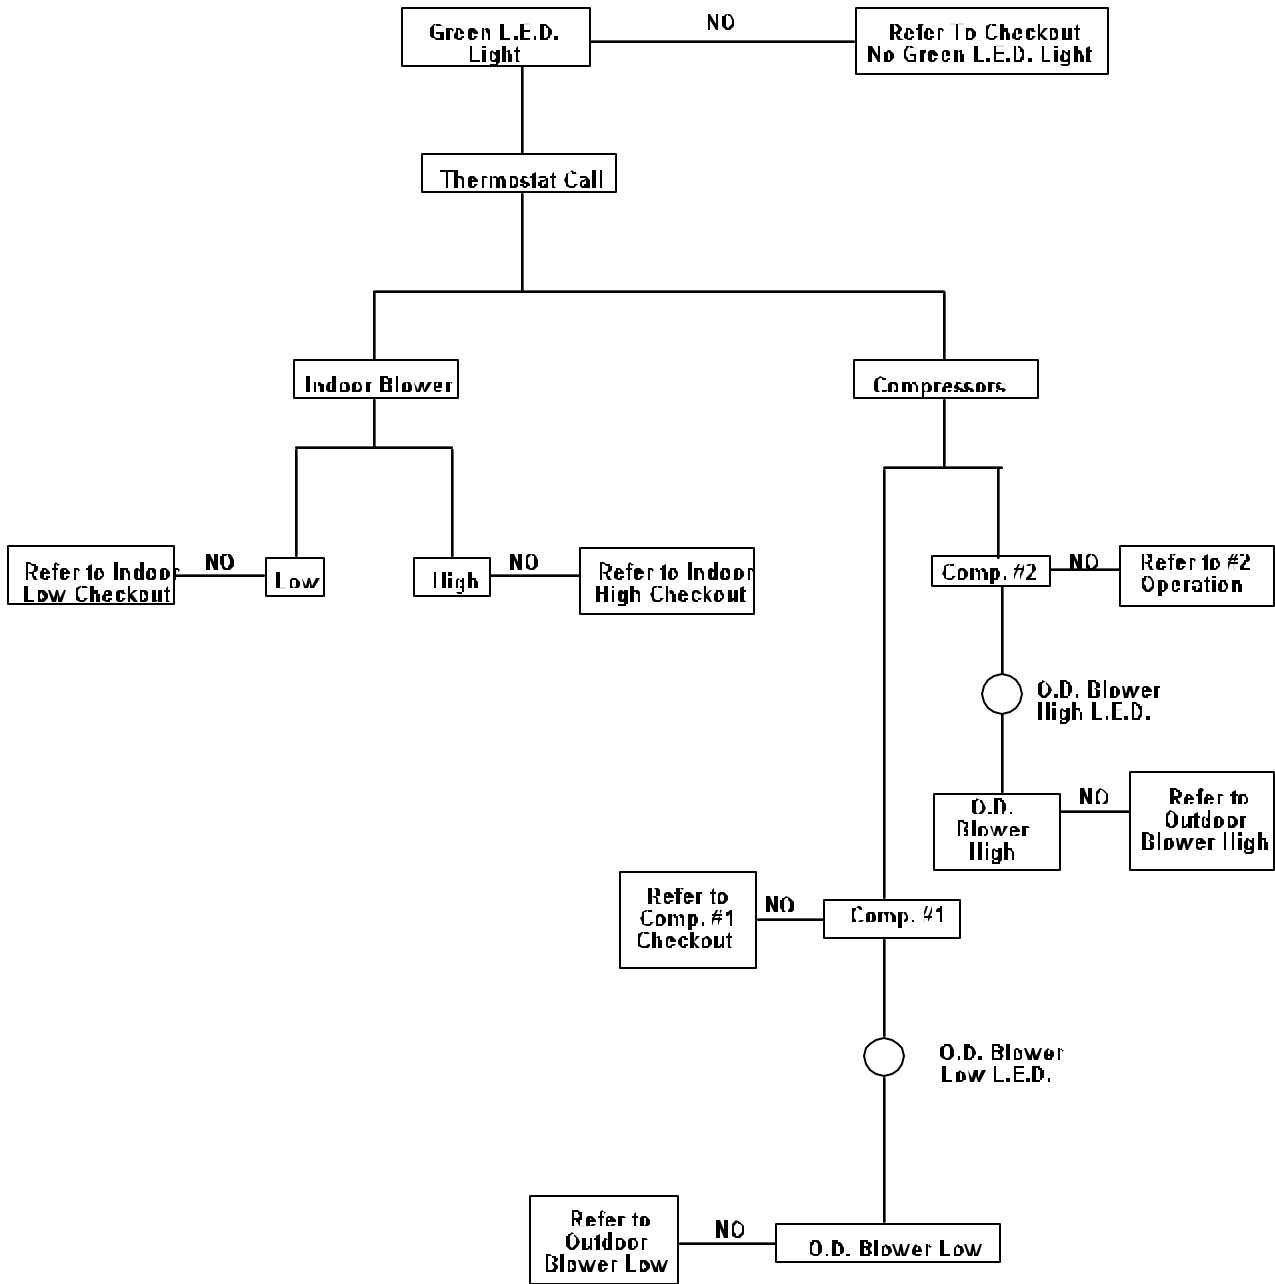 Green L.E.D.
Light
NO
Refer To Checkout
No Green L.E.D. Light
Thermostat Call
Indoor Blower
Compressors
Refer to Indoor
Low Checkout
NO
Low
High
NO
Refer to Indoor
High Checkout
Comp. #2
NO
Refer to #2
Operation
O.D. Blower
High L.E.D.
O.D.
Blower
High
NO
Refer to
Outdoor
Blower High
Refer to
Comp. #1
Checkout
NO
Comp. #1
O.D. Blower
Low L.E.D.
Refer to
Outdoor
Blower Low
NO
O.D. Blower Low